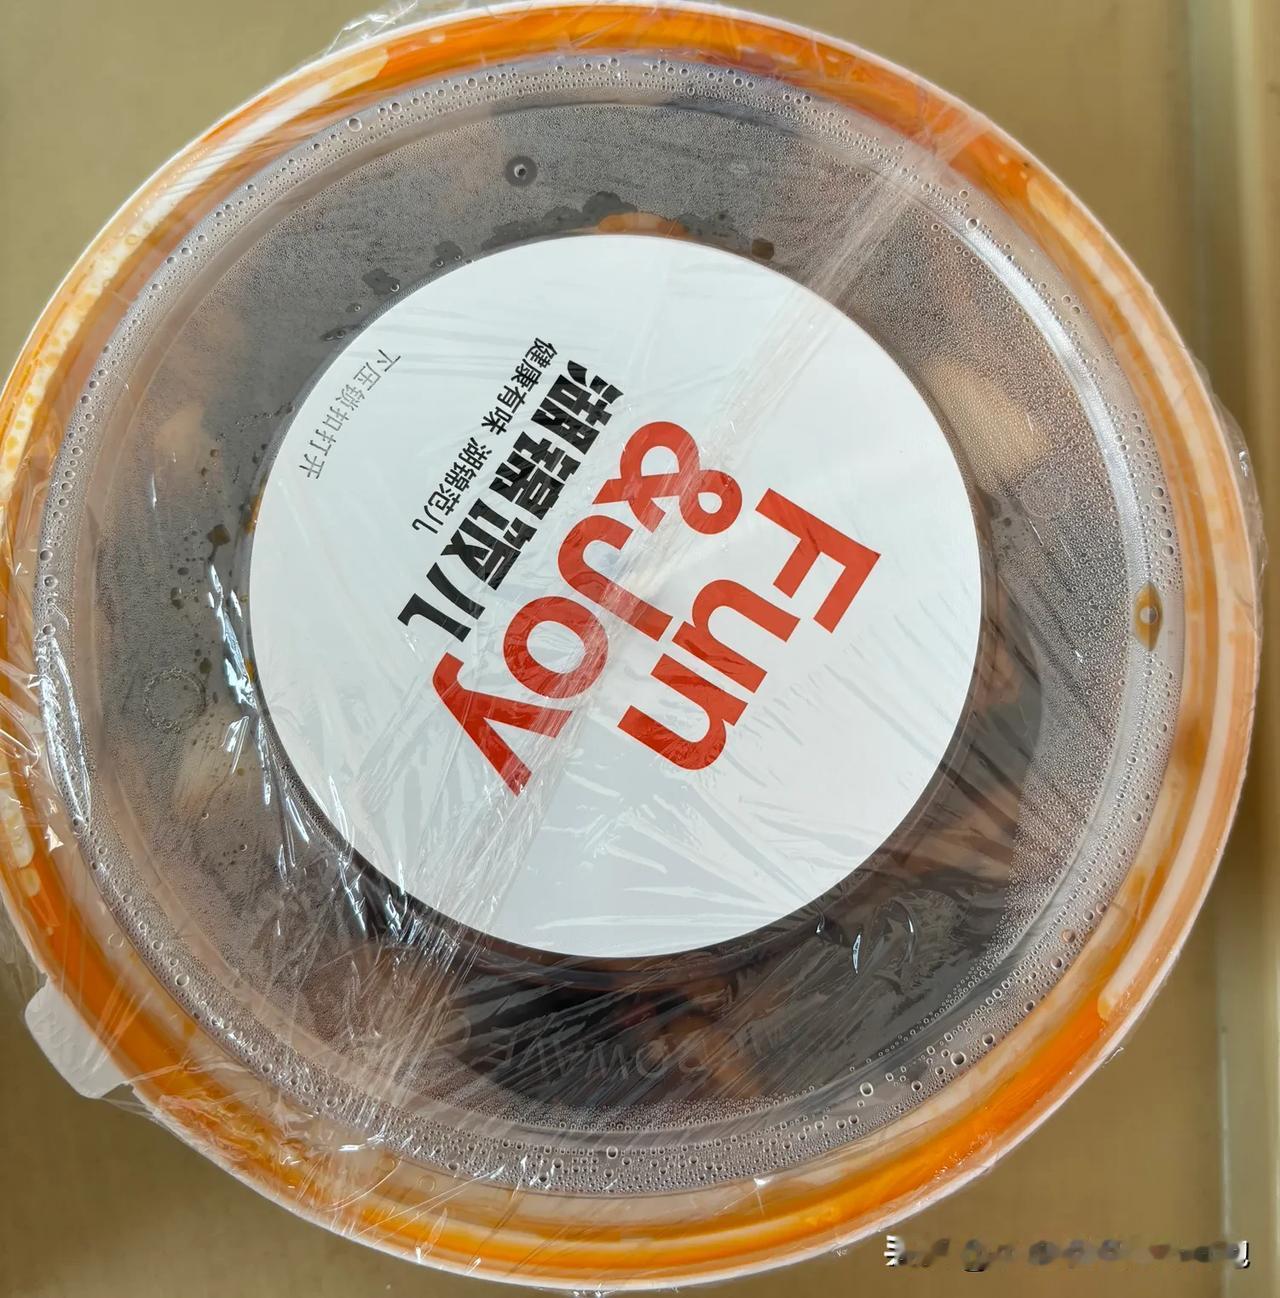 Fun
&Joy
湖锦饭儿
健康有味 湖锦范儿
下压锁扣打开